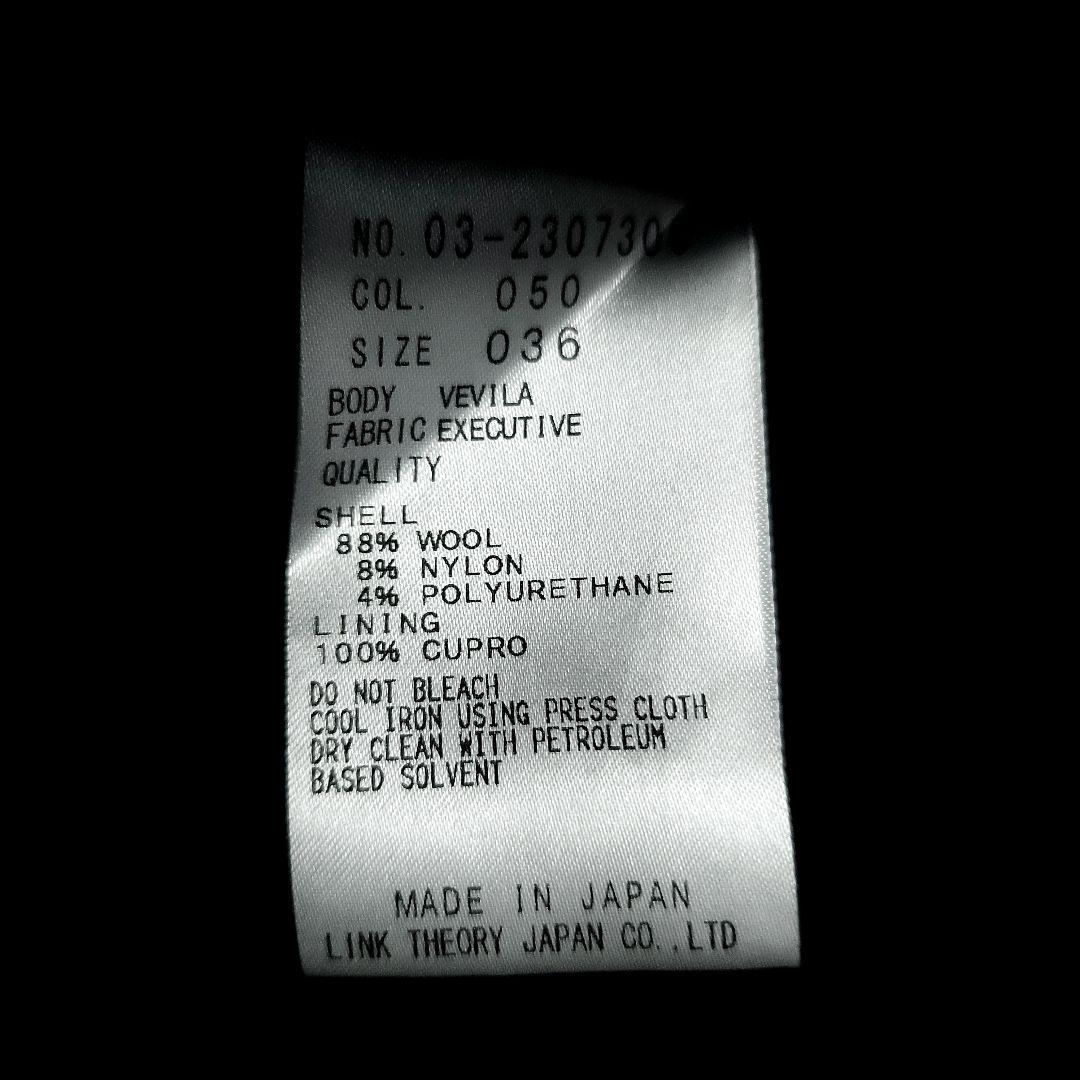 NO. 03-230730
COL. 050
SIZE 036
BODY VEVILA
FABRIC EXECUTIVE
QUALITY
SHELL
88% WOOL
8% NYLON
4% POLYURETHANE
LINING
100% CUPRO
DO NOT BLEACH
COOL IRON USING PRESS CLOTH
DRY CLEAN WITH PETROLEUM
BASED SOLVENT
MADE IN JAPAN
LINK THEORY JAPAN CO.,LTD